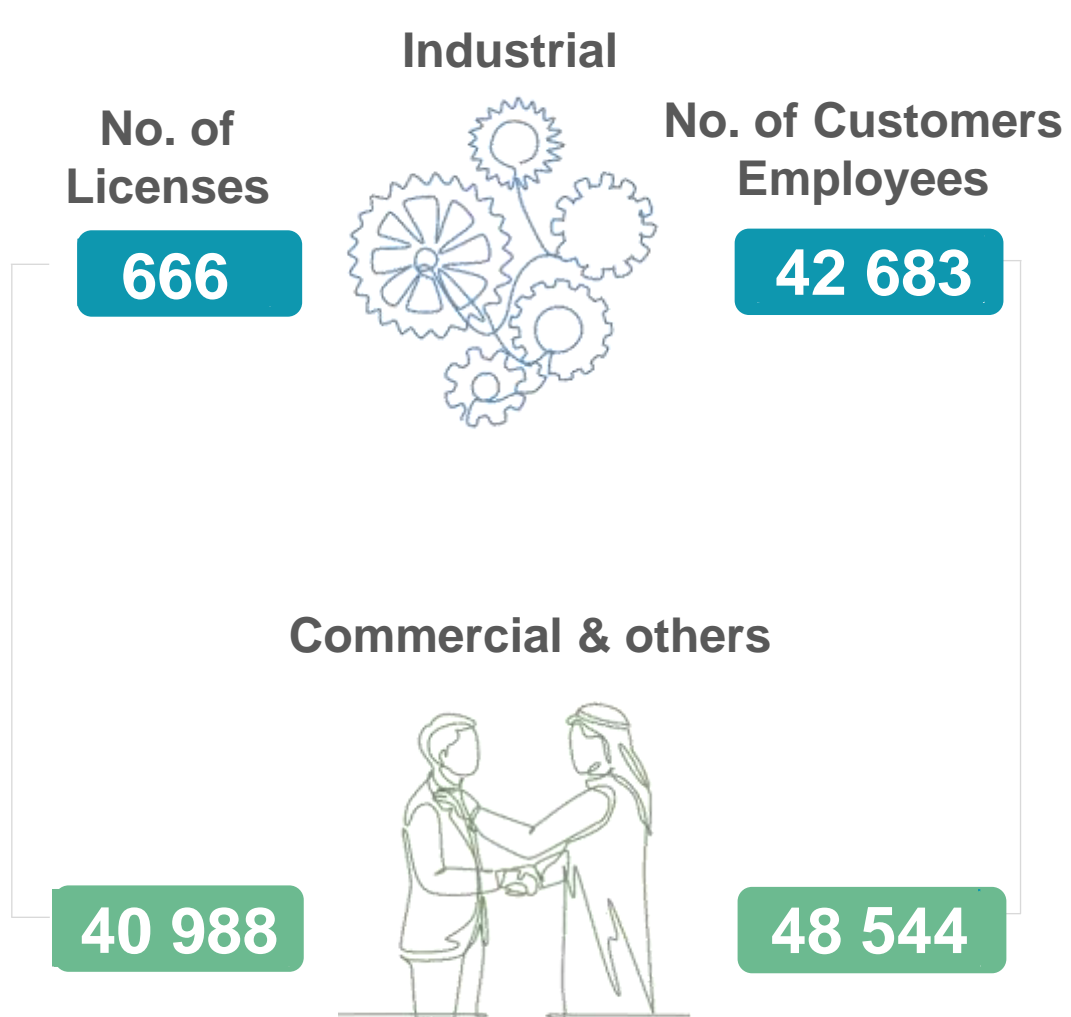 Industrial
No. of
Licenses
No. of Customers
Employees
666
42 683
Commercial & others
40 988
48 544